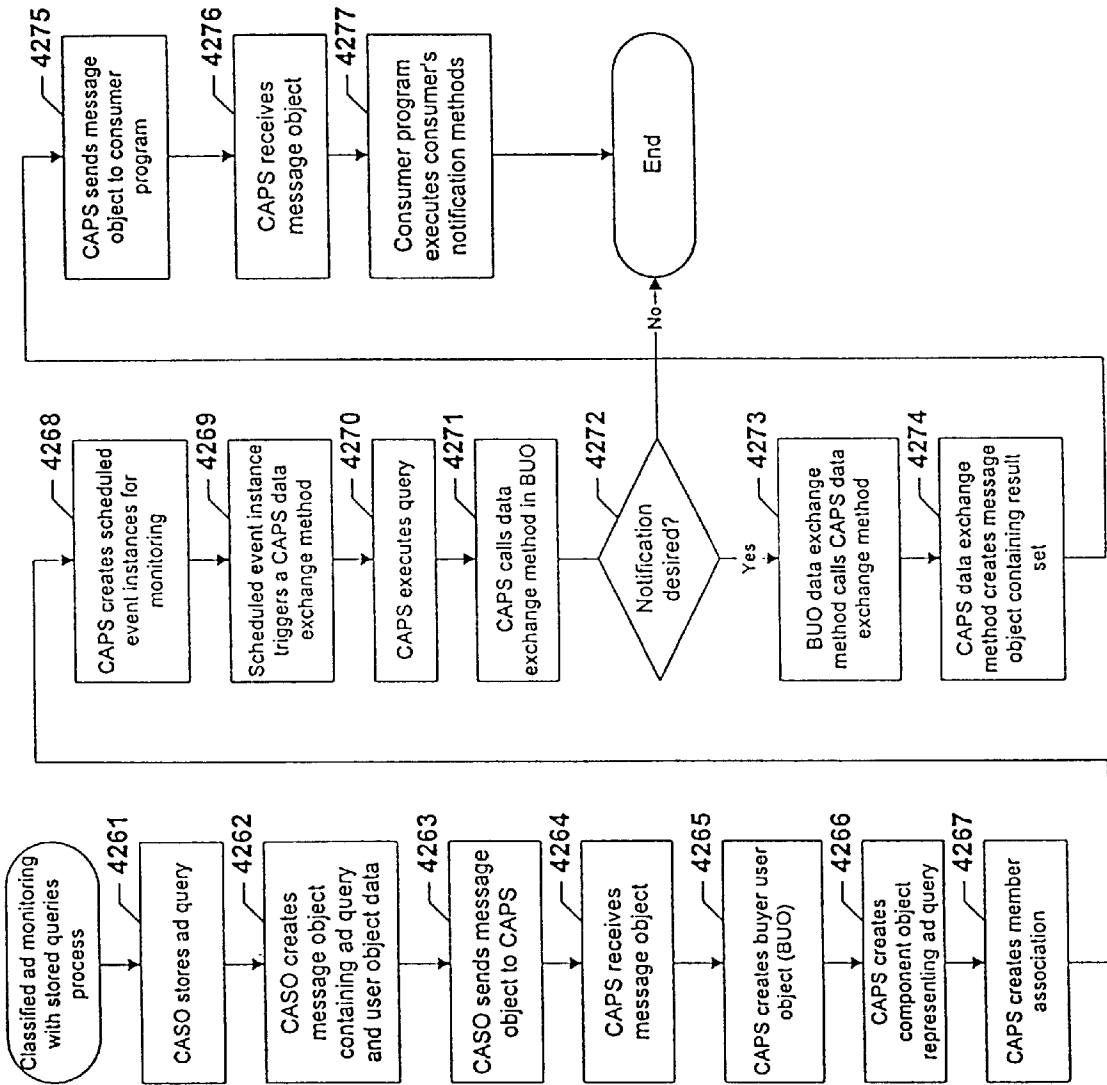 Classified ad monitoring
with stored queries
process
4261
CASO stores ad query
4262
CASO creates
message object
containing ad query
and user object data
4263
CASO sends message
object to CAPS
4264
CAPS receives
message object
4265
CAPS creates buyer user
object (BUO)
4266
CAPS creates
component object
representing ad query
4267
CAPS creates member
association
4268
CAPS creates scheduled
event instances for
monitoring
4269
Scheduled event instance
triggers a CAPS data
exchange method
4270
CAPS executes query
4271
CAPS calls data
exchange method in BUO
4272
Notification
desired?
No
Yes
4273
BUO data exchange
method calls CAPS data
exchange method
4274
CAPS data exchange
method creates message
object containing result
set
4275
CAPS sends message
object to consumer
program
4276
CAPS receives
message object
4277
Consumer program
executes consumer's
notification methods
End